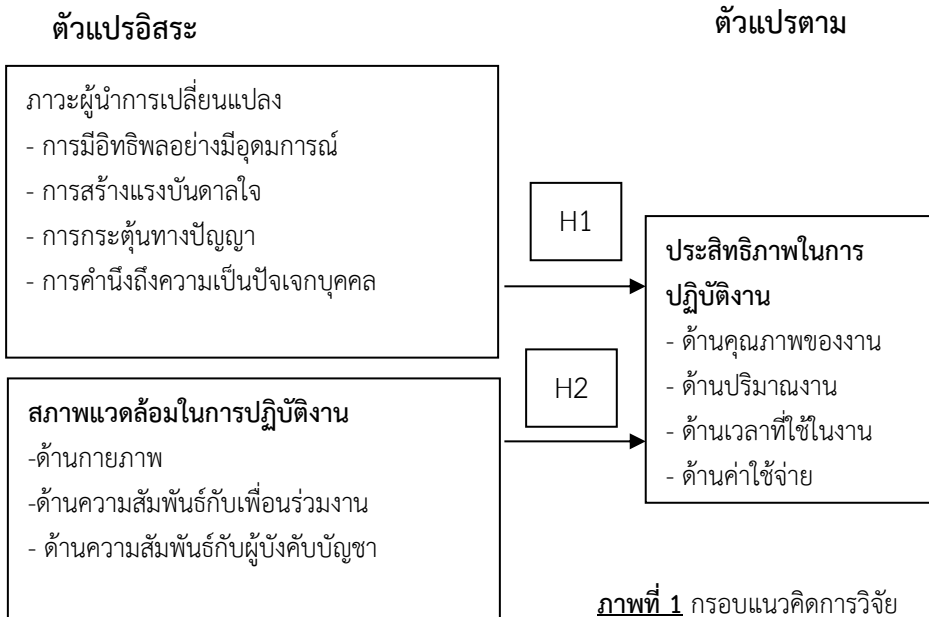 ตัวแปรอิสระ
ตัวแปรตาม
ภาวะผู้นำการเปลี่ยนแปลง
- การมีอิทธิพลอย่างมีอุดมการณ์
- การสร้างแรงบันดาลใจ
- การกระตุ้นทางปัญญา
- การคำนึงถึงความเป็นปัจเจกบุคคล
H1
สภาพแวดล้อมในการปฏิบัติงาน
-ด้านกายภาพ
-ด้านความสัมพันธ์กับเพื่อนร่วมงาน
- ด้านความสัมพันธ์กับผู้บังคับบัญชา
H2
ประสิทธิภาพในการ
ปฏิบัติงาน
- ด้านคุณภาพของงาน
- ด้านปริมาณงาน
- ด้านเวลาที่ใช้ในงาน
- ด้านค่าใช้จ่าย
ภาพที่ 1 กรอบแนวคิดการวิจัย